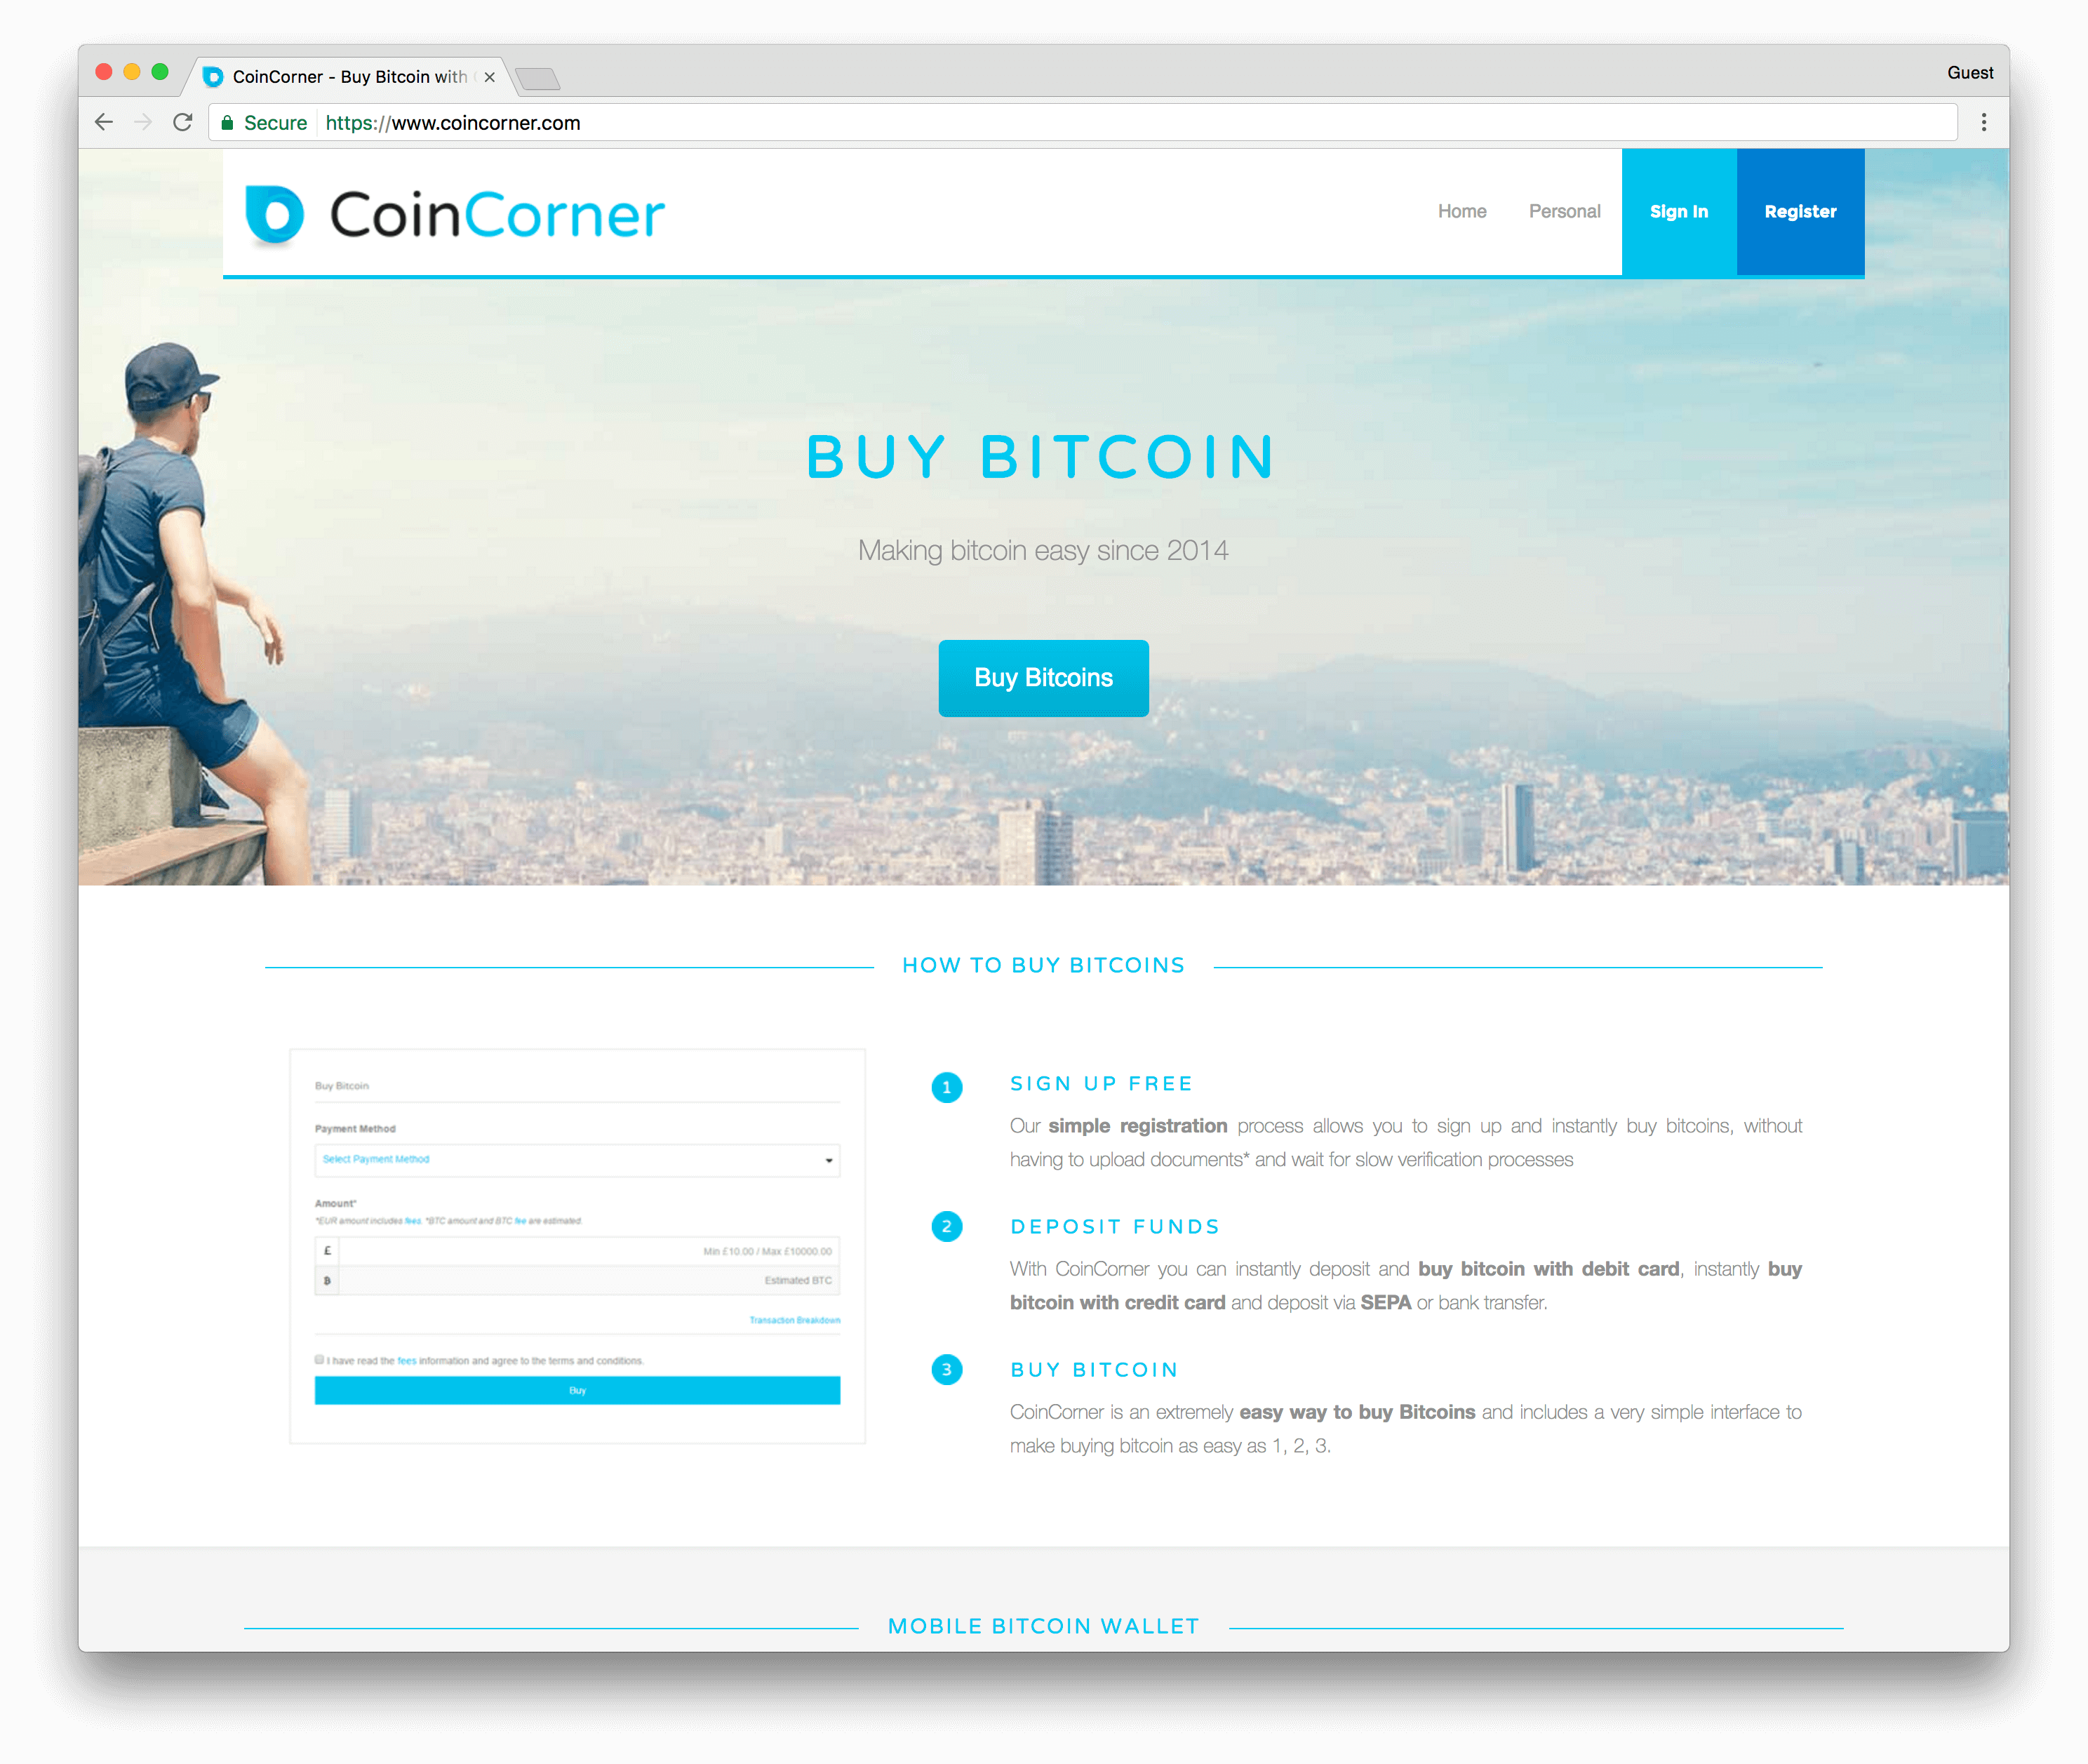 CoinCorner - Buy Bitcoin with
Guest
Secure
https://www.coincorner.com
CoinCorner
Home
Personal
Sign In
Register
BUY BITCOIN
Making bitcoin easy since 2014
Buy Bitcoins
HOW TO BUY BITCOINS
Buy Bitcoin
Payment Method
Select Payment Method
Amount*
*EUR amount includes fees. *BTC amount and BTC fee are estimated.
£
Min £10.00 / Max £10000.00
Estimated BTC
Transaction Breakdown
I have read the fees information and agree to the terms and conditions.
Buy
1
SIGN UP FREE
Our simple registration process allows you to sign up and instantly buy bitcoins, without
having to upload documents* and wait for slow verification processes
2
DEPOSIT FUNDS
With CoinCorner you can instantly deposit and buy bitcoin with debit card, instantly buy
bitcoin with credit card and deposit via SEPA or bank transfer.
3
BUY BITCOIN
CoinCorner is an extremely easy way to buy Bitcoins and includes a very simple interface to
make buying bitcoin as easy as 1, 2, 3.
MOBILE BITCOIN WALLET